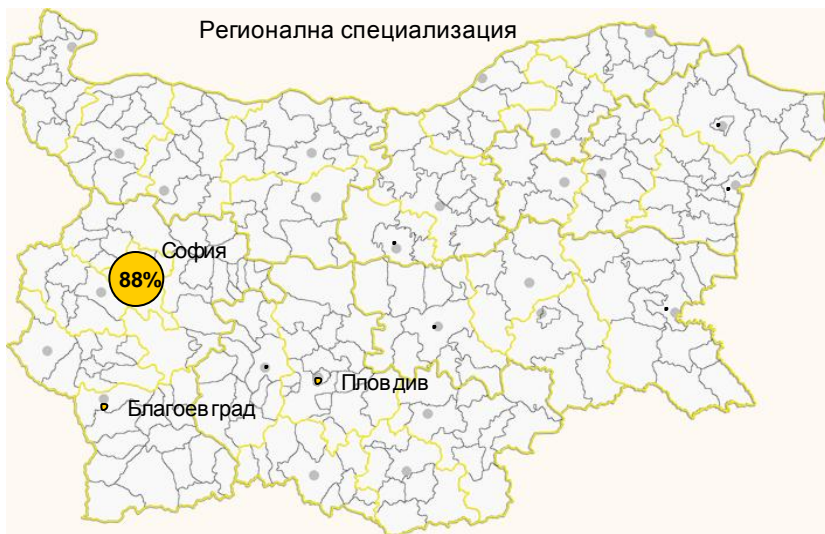 Регионална специализация
София
88%
Пловдив
Благоевград